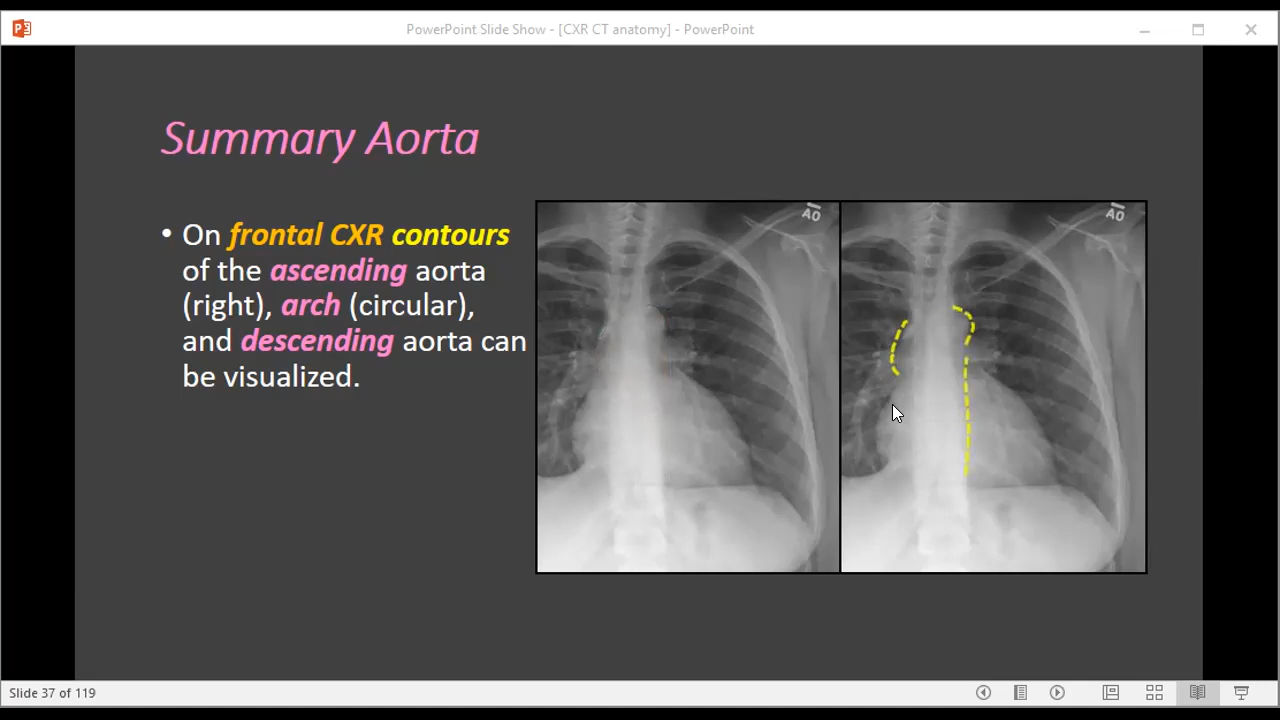 PowerPoint Slide Show - [CXR CT anatomy] - PowerPoint
Summary Aorta
• On frontal CXR contours
of the ascending aorta
(right), arch (circular),
and descending aorta can
be visualized.
AO
AO
Slide 37 of 119